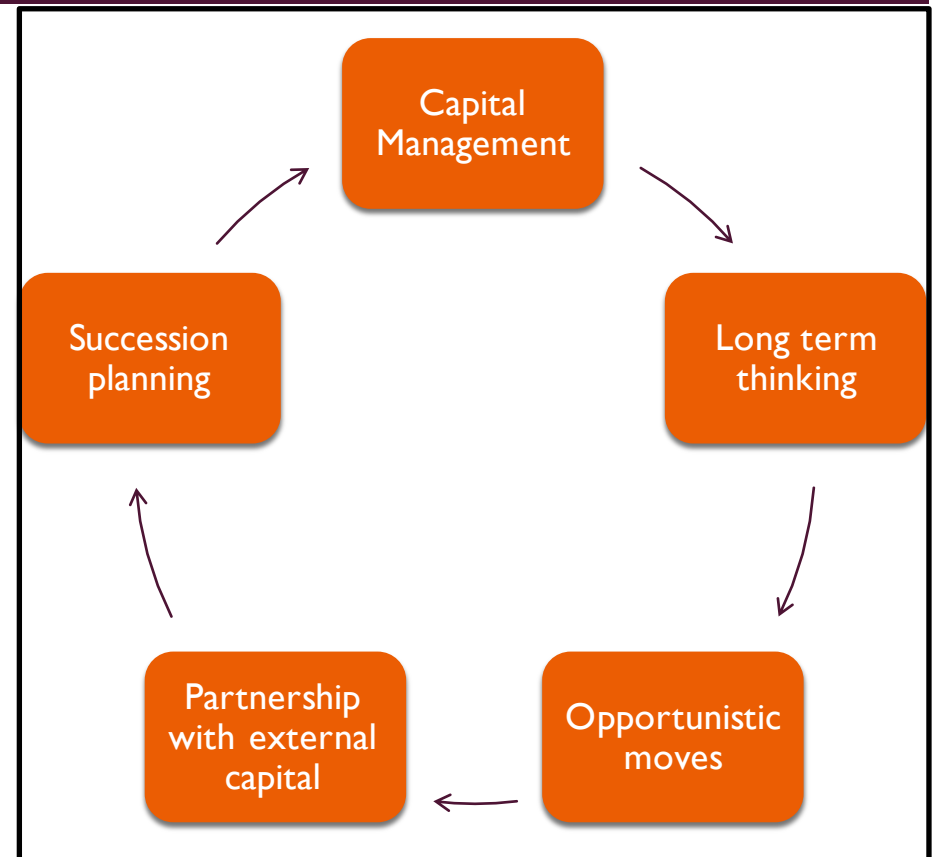 Capital
Management
Long term
thinking
Opportunistic
moves
Partnership
with external
capital
Succession
planning